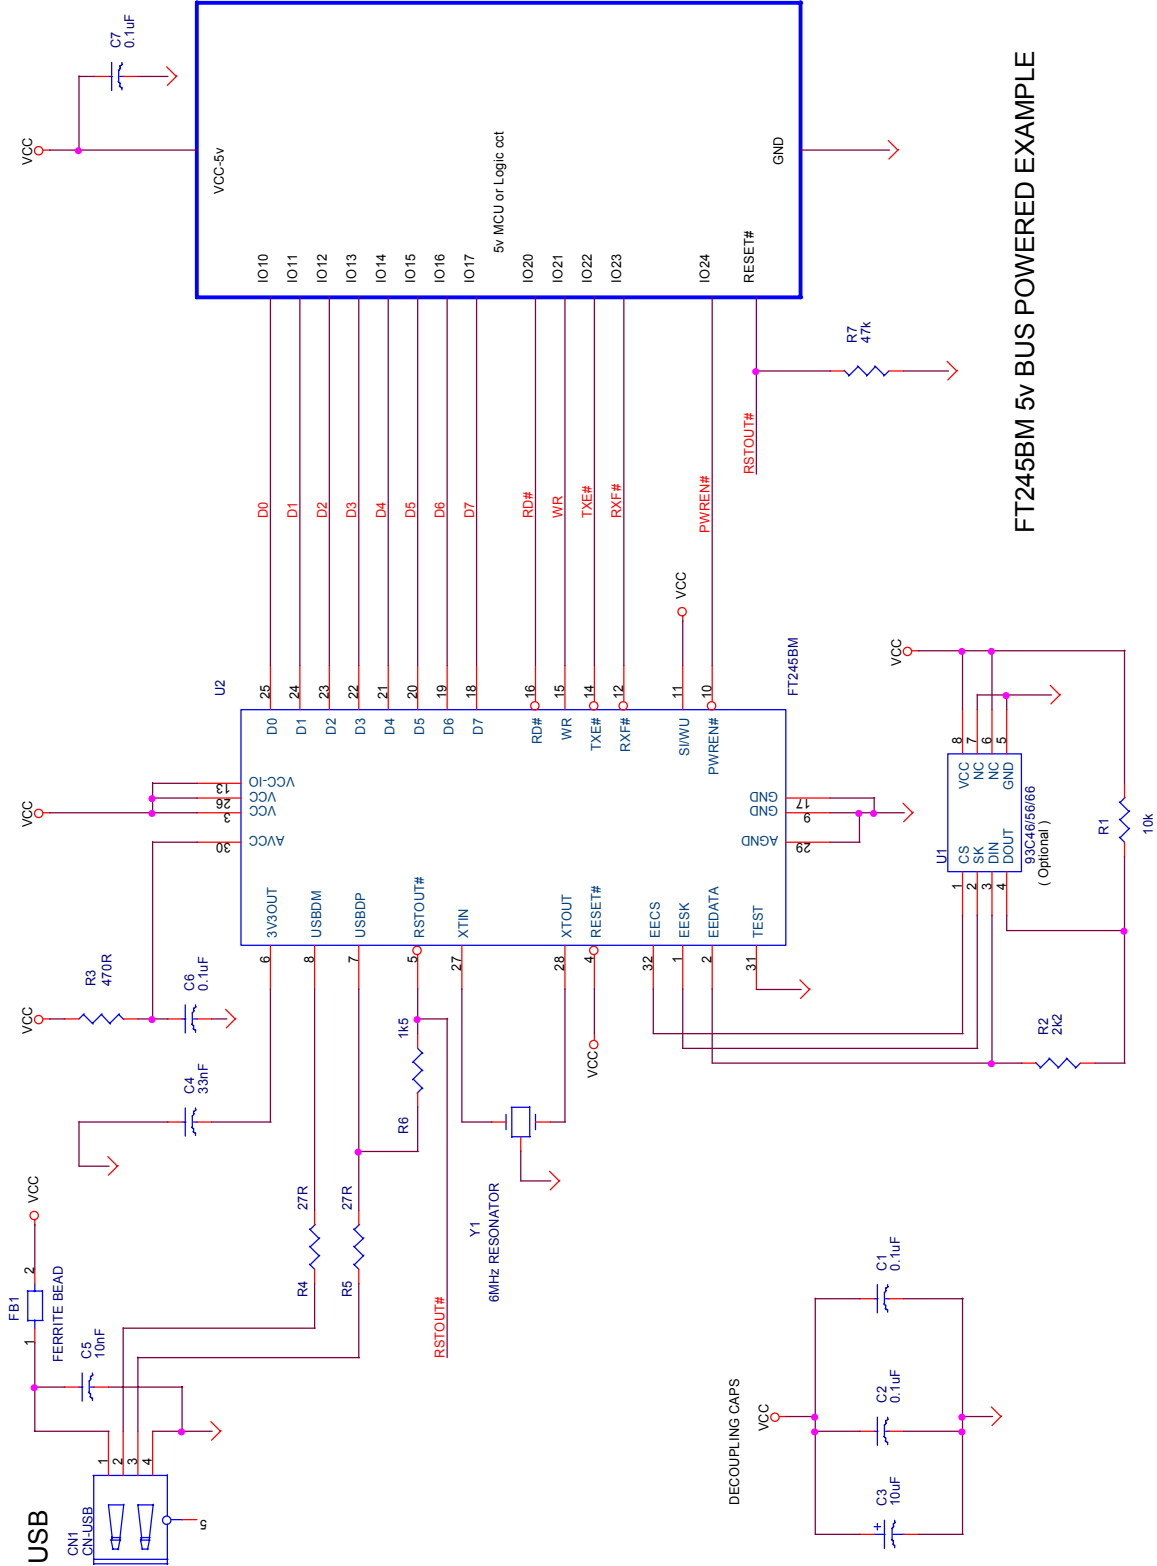 USB
CN1
CN-USB
1
2
3
4
5
FB1
1
2
FERRITE BEAD
VCC
C5
10nF
C4
33nF
VCC
R3
470R
C6
0.1uF
R4
27R
R5
27R
R6
1k5
RSTOUT#
Y1
6MHz RESONATOR
VCC
VCC
U2
FT245BM
6
3V3OUT
8
USBDM
7
USBDP
5
RSTOUT#
27
XTIN
28
XTOUT
4
RESET#
32
EECS
1
EESK
2
EEDATA
31
TEST
30
AVCC
3
VCC
26
VCC
13
VCC-IO
29
AGND
9
GND
17
GND
D0
25
D1
24
D2
23
D3
22
D4
21
D5
20
D6
19
D7
18
RD#
16
WR
15
TXE#
14
RXF#
12
SI/WU
11
PWREN#
10
VCC
D0
D1
D2
D3
D4
D5
D6
D7
RD#
WR
TXE#
RXF#
PWREN#
RSTOUT#
R7
47k
VCC
C7
0.1uF
VCC-5v
IO10
IO11
IO12
IO13
IO14
IO15
IO16
IO17
IO20
IO21
IO22
IO23
IO24
RESET#
5v MCU or Logic cct
GND
U1
1
CS
2
SK
3
DIN
4
DOUT
VCC
8
NC
7
NC
6
GND
5
93C46/56/66
( Optional )
VCC
R1
10k
R2
2k2
DECOUPLING CAPS
VCC
C3
10uF
+
C2
0.1uF
C1
0.1uF
FT245BM 5v BUS POWERED EXAMPLE